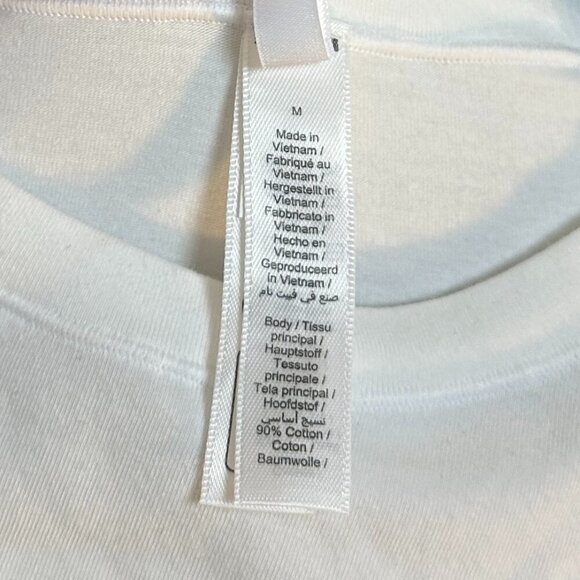 M
Made in
Vietnam /
Fabriqué au
Vietnam /
Hergestellt in
Vietnam /
Fabbricato in
Vietnam /
Hecho en
Vietnam /
Geproduceerd
in Vietnam /
صنع في فييت نام
Body / Tissu
principal /
Hauptstoff /
Tessuto
principale /
Tela principal /
Hoofdstof /
نسيج أساسي /
90% Cotton /
Coton /
Baumwolle /